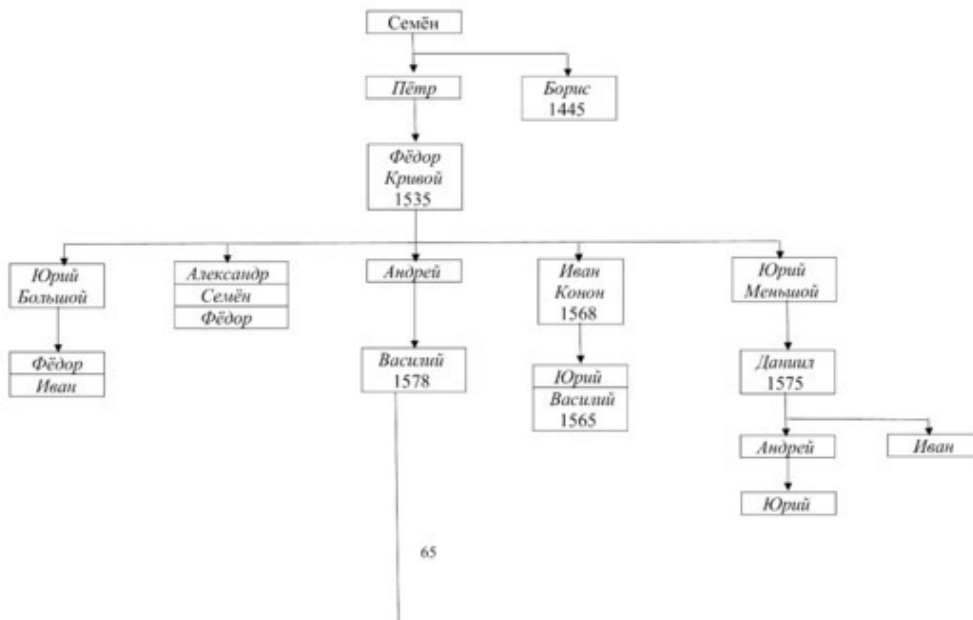 Семён
Пётр
Борис
1445
Фёдор
Кривой
1535
Юрий
Большой
Александр
Семён
Фёдор
Андрей
Иван
Конон
1568
Юрий
Меньшой
Фёдор
Иван
Василий
1578
Юрий
Василий
1565
Даниил
1575
Андрей
Иван
Юрий
65